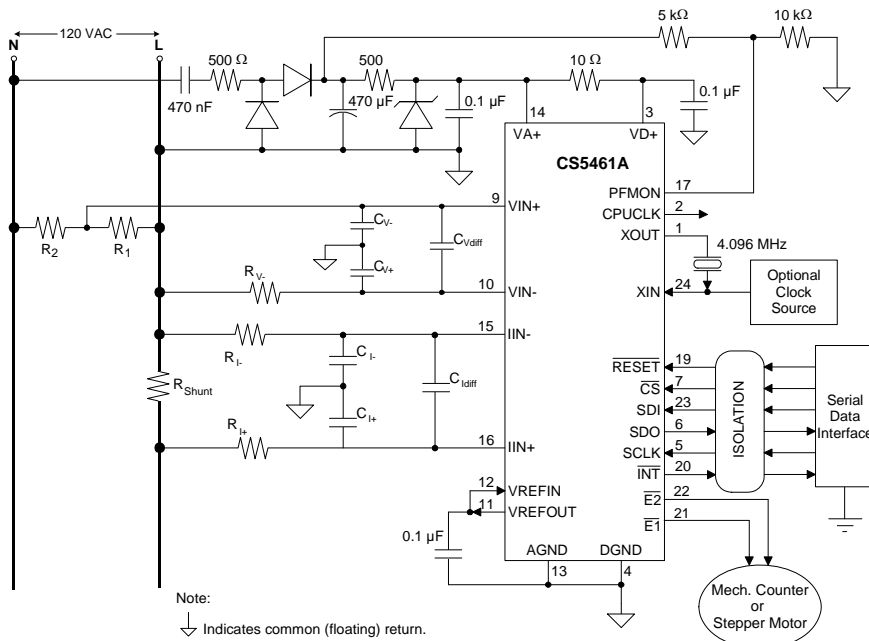 5 kΩ
10 kΩ
N
120 VAC
L
500 Ω
500
10 Ω
470 nF
470 µF
0.1 µF
14
3
0.1 µF
VA+
VD+
CS5461A
PFMON
17
CPUCLK
2
XOUT
1
4.096 MHz
9
VIN+
R2
R1
CV-
CVdiff
CV+
RV-
10
VIN-
XIN
24
Optional
Clock
Source
15
IIN-
RI-
CI-
CIdiff
RShunt
CI+
RI+
16
IIN+
RESET
19
CS
7
SDI
23
SDO
6
SCLK
5
INT
20
ISOLATION
Serial
Data
Interface
E2
22
E1
21
12
VREFIN
11
VREFOUT
0.1 µF
AGND
DGND
13
4
Mech. Counter
or
Stepper Motor
Note:
Indicates common (floating) return.